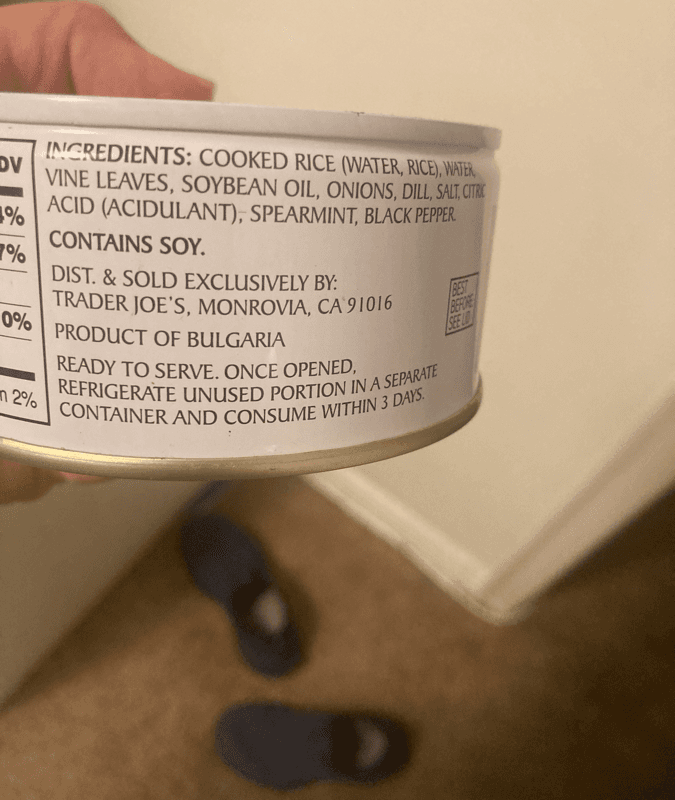 DV
%
7%
0%
2%
INGREDIENTS: COOKED RICE (WATER, RICE), WATER,
VINE LEAVES, SOYBEAN OIL, ONIONS, DILL, SALT, CITRIC
ACID (ACIDULANT), SPEARMINT, BLACK PEPPER.
CONTAINS SOY.
DIST. & SOLD EXCLUSIVELY BY:
TRADER JOE'S, MONROVIA, CA 91016
PRODUCT OF BULGARIA
READY TO SERVE. ONCE OPENED,
REFRIGERATE UNUSED PORTION IN A SEPARATE
CONTAINER AND CONSUME WITHIN 3 DAYS.
BEST
BEFORE
SEE LID